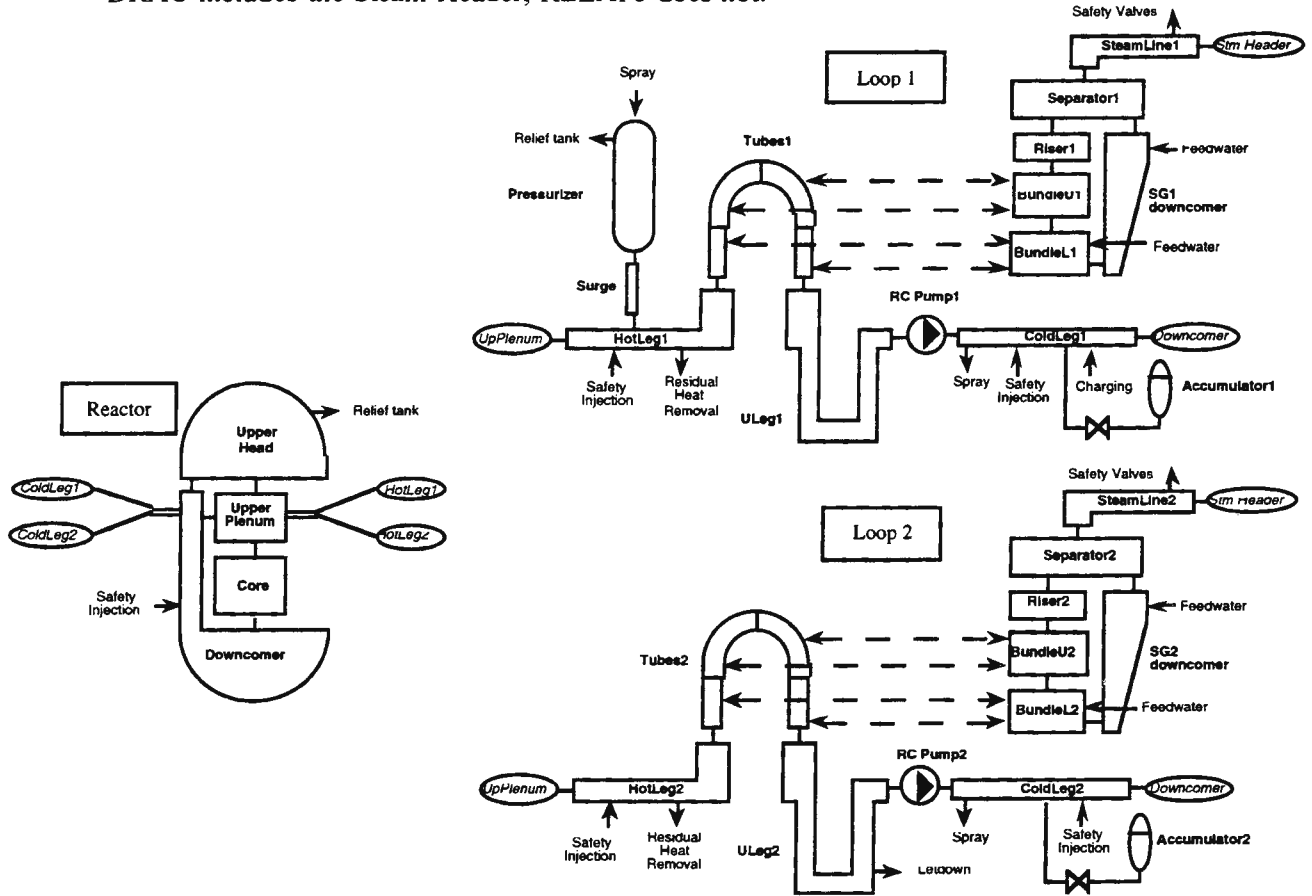 Safety Valves
SteamLine1
Stm Header
Loop 1
Separator1
Spray
Relief tank
Pressurizer
Tubes1
Riser1
Feedwater
BundleU1
SG1
downcomer
BundleL1
Feedwater
Surge
RC Pump1
UpPlenum
HotLeg1
ColdLeg1
Downcomer
Safety
Injection
Residual
Heat
Removal
ULeg1
Spray
Safety
Injection
Charging
Accumulator1
Reactor
Upper
Head
Relief tank
ColdLeg1
ColdLeg2
Upper
Plenum
HotLeg1
HotLeg2
Core
Safety
Injection
Downcomer
Safety Valves
SteamLine2
Stm Header
Loop 2
Separator2
Riser2
Feedwater
Tubes2
BundleU2
SG2
downcomer
BundleL2
Feedwater
RC Pump2
UpPlenum
HotLeg2
ColdLeg2
Downcomer
Safety
Injection
Residual
Heat
Removal
ULeg2
Letdown
Spray
Safety
Injection
Accumulator2